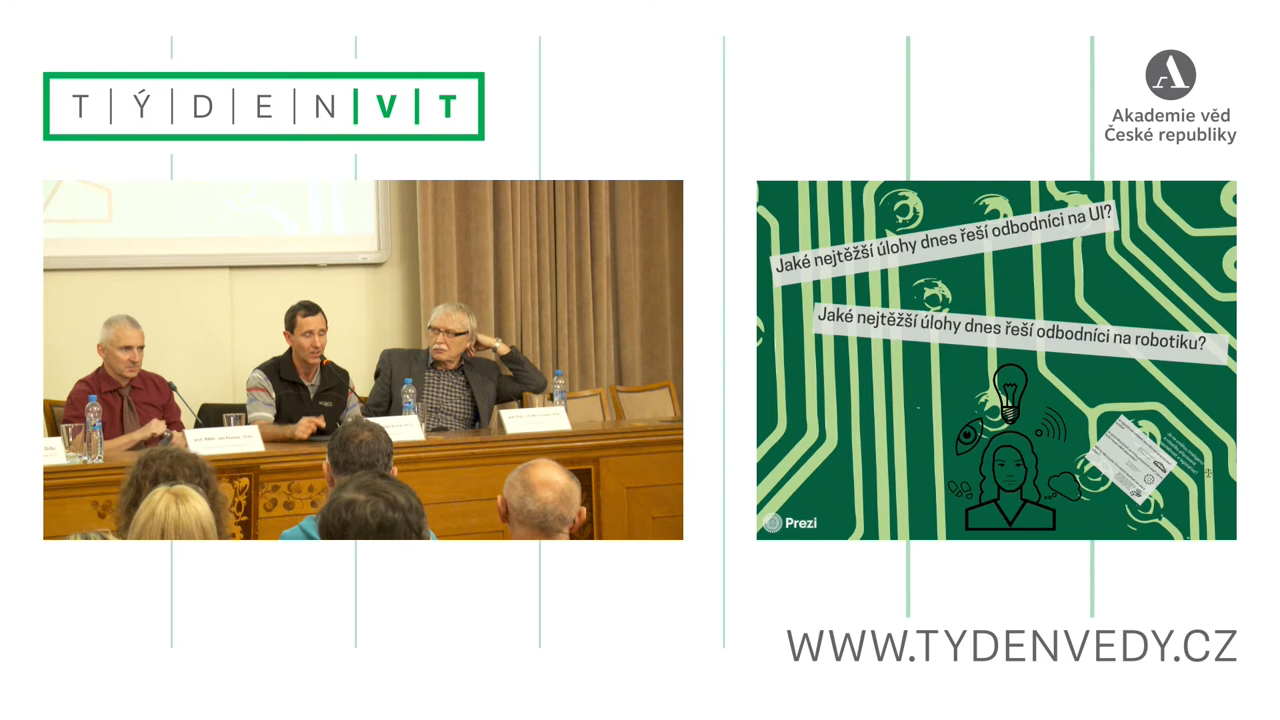 T Ý D E N V T
Akademie věd
České republiky
Jaké nejtěžší úlohy dnes řeší odbodníci na UI?
Jaké nejtěžší úlohy dnes řeší odbodníci na robotiku?
Prezi
WWW.TYDENVEDY.CZ